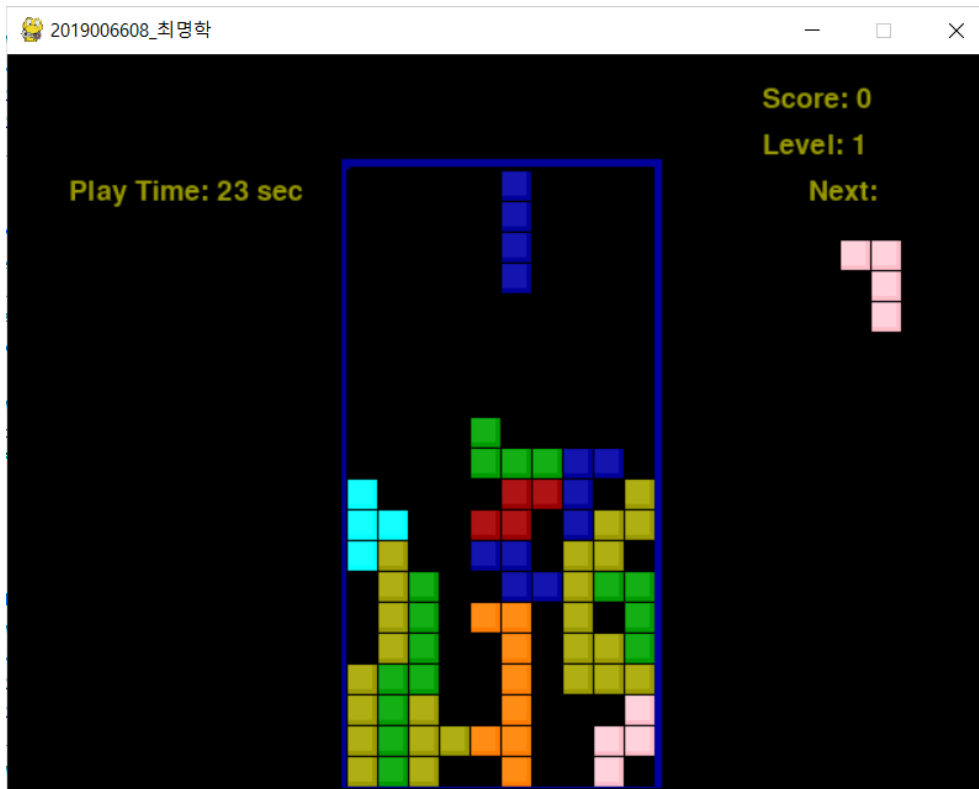 2019006608_최명학
Score: 0
Level: 1
Play Time: 23 sec
Next: